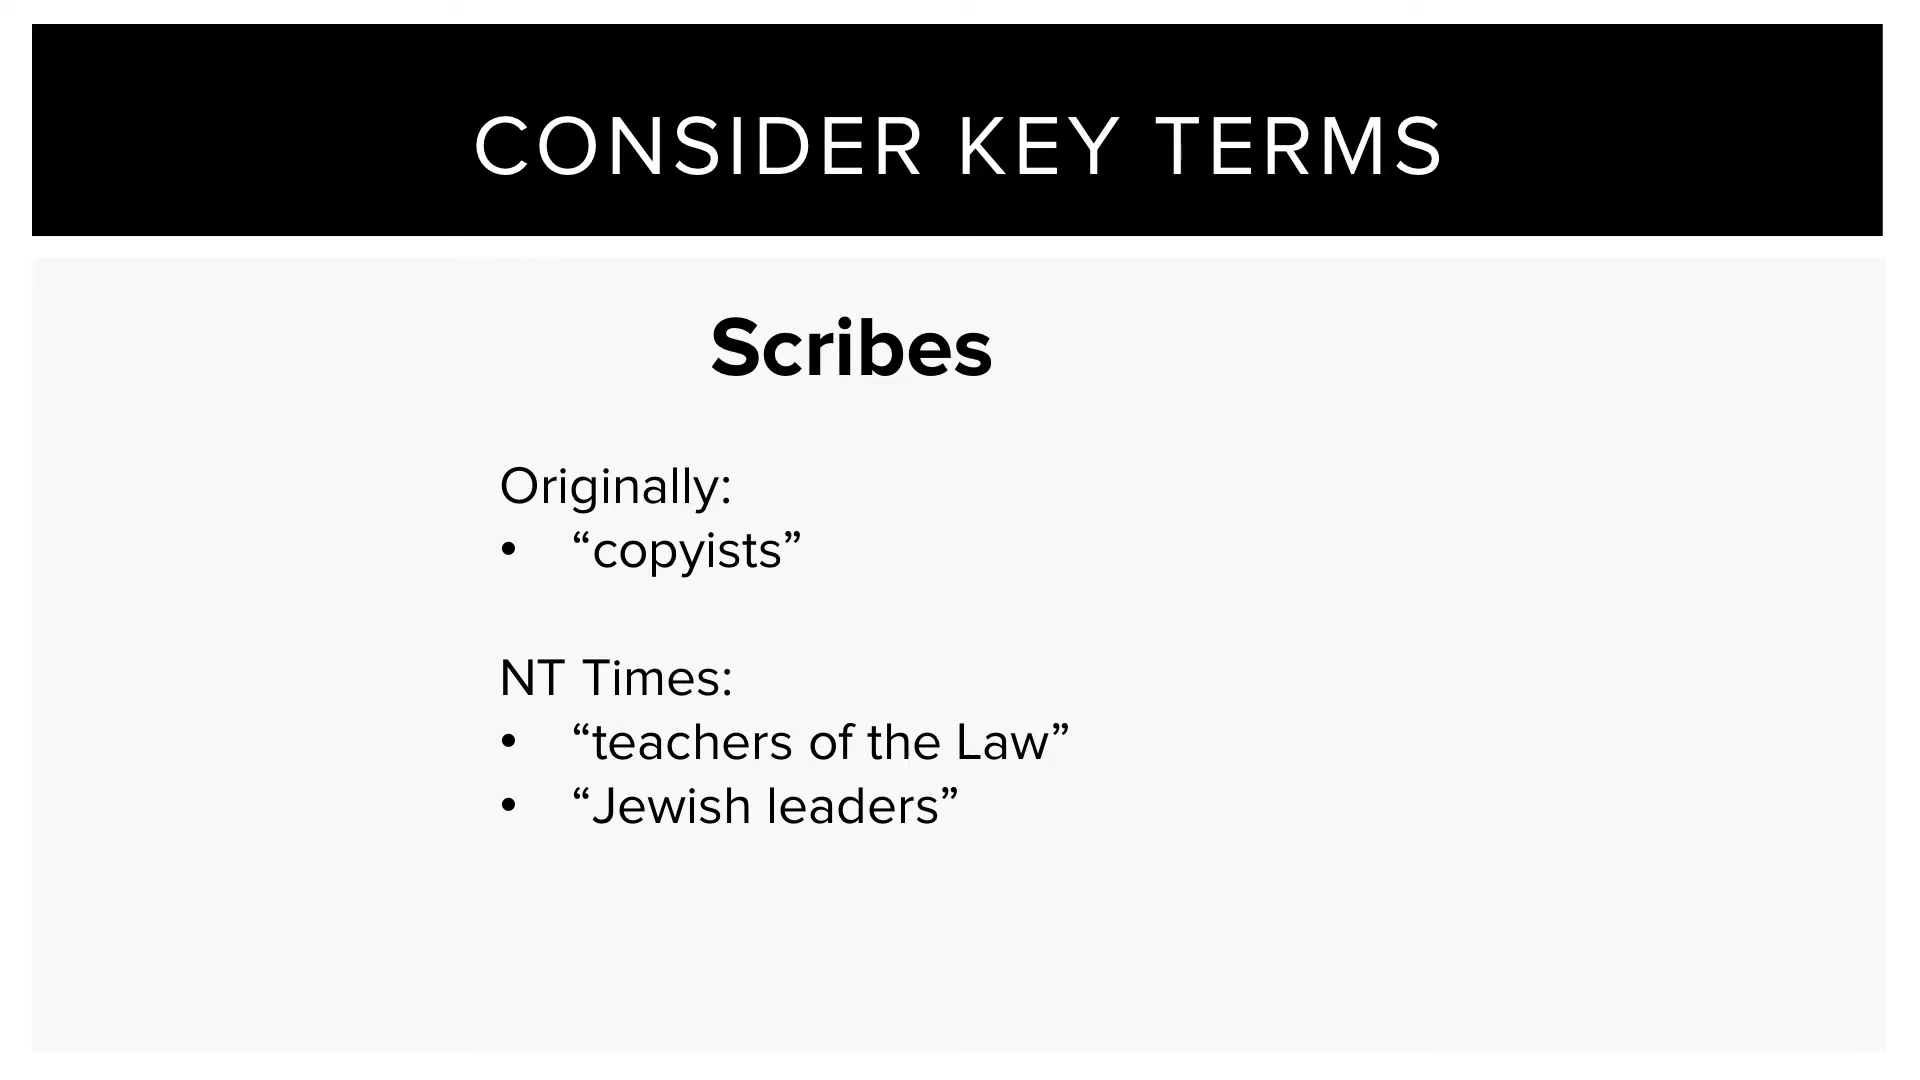 CONSIDER KEY TERMS
Scribes
Originally:
• “copyists”
NT Times:
• “teachers of the Law”
• “Jewish leaders”